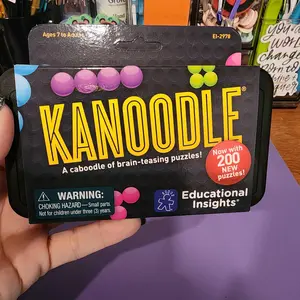 Ages 7 to Adult
EI-2978
KANOODLE®
A caboodle of brain-teasing puzzles!
Now with
200
NEW
puzzles!
WARNING:
CHOKING HAZARD—Small parts.
Not for children under three (3) years.
Educational
Insights®